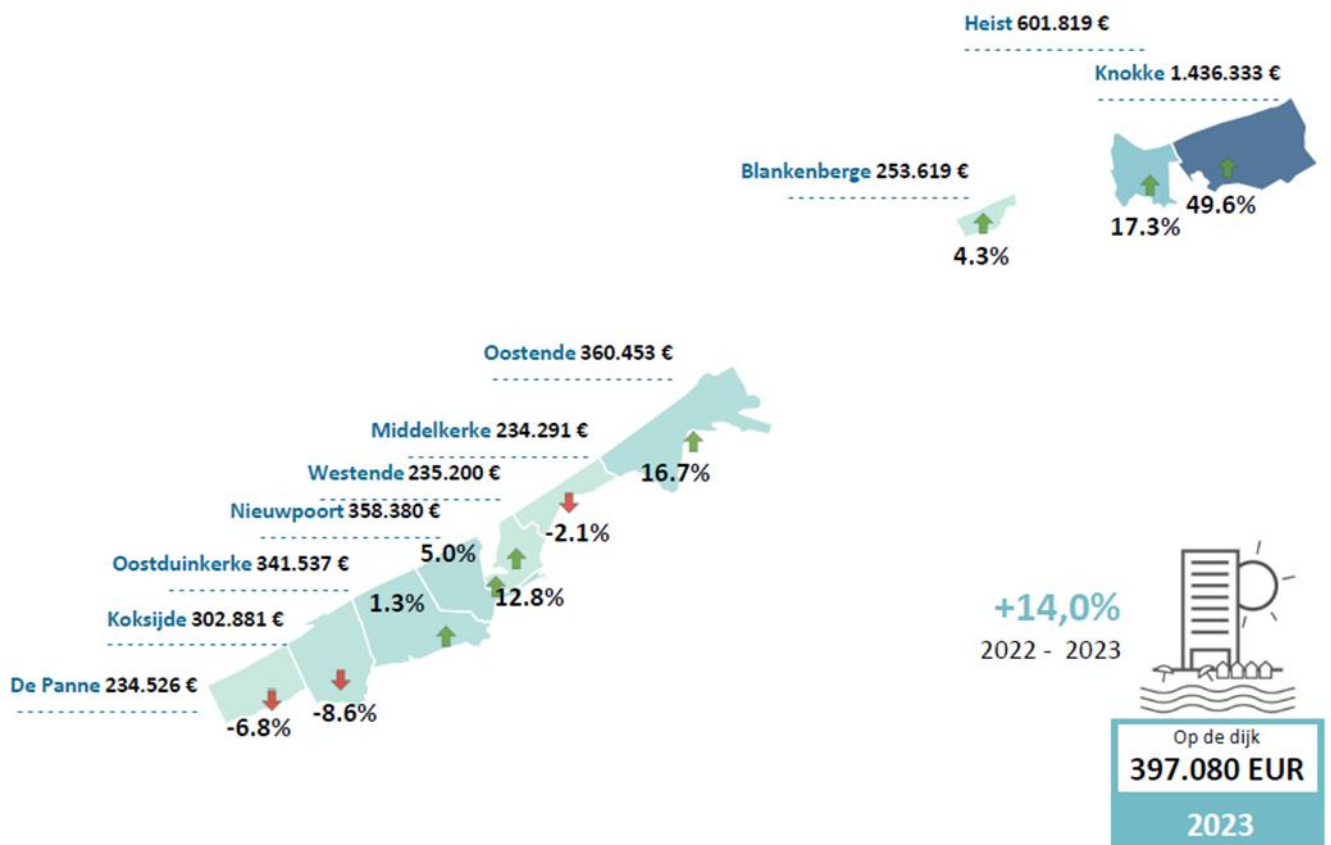 Heist 601.819 €
Knokke 1.436.333 €
Blankenberge 253.619 €
49.6%
17.3%
4.3%
Oostende 360.453 €
Middelkerke 234.291 €
16.7%
Westende 235.200 €
Nieuwpoort 358.380 €
-2.1%
5.0%
Oostduinkerke 341.537 €
12.8%
1.3%
Koksijde 302.881 €
+14,0%
2022 - 2023
De Panne 234.526 €
-8.6%
-6.8%
Op de dijk
397.080 EUR
2023